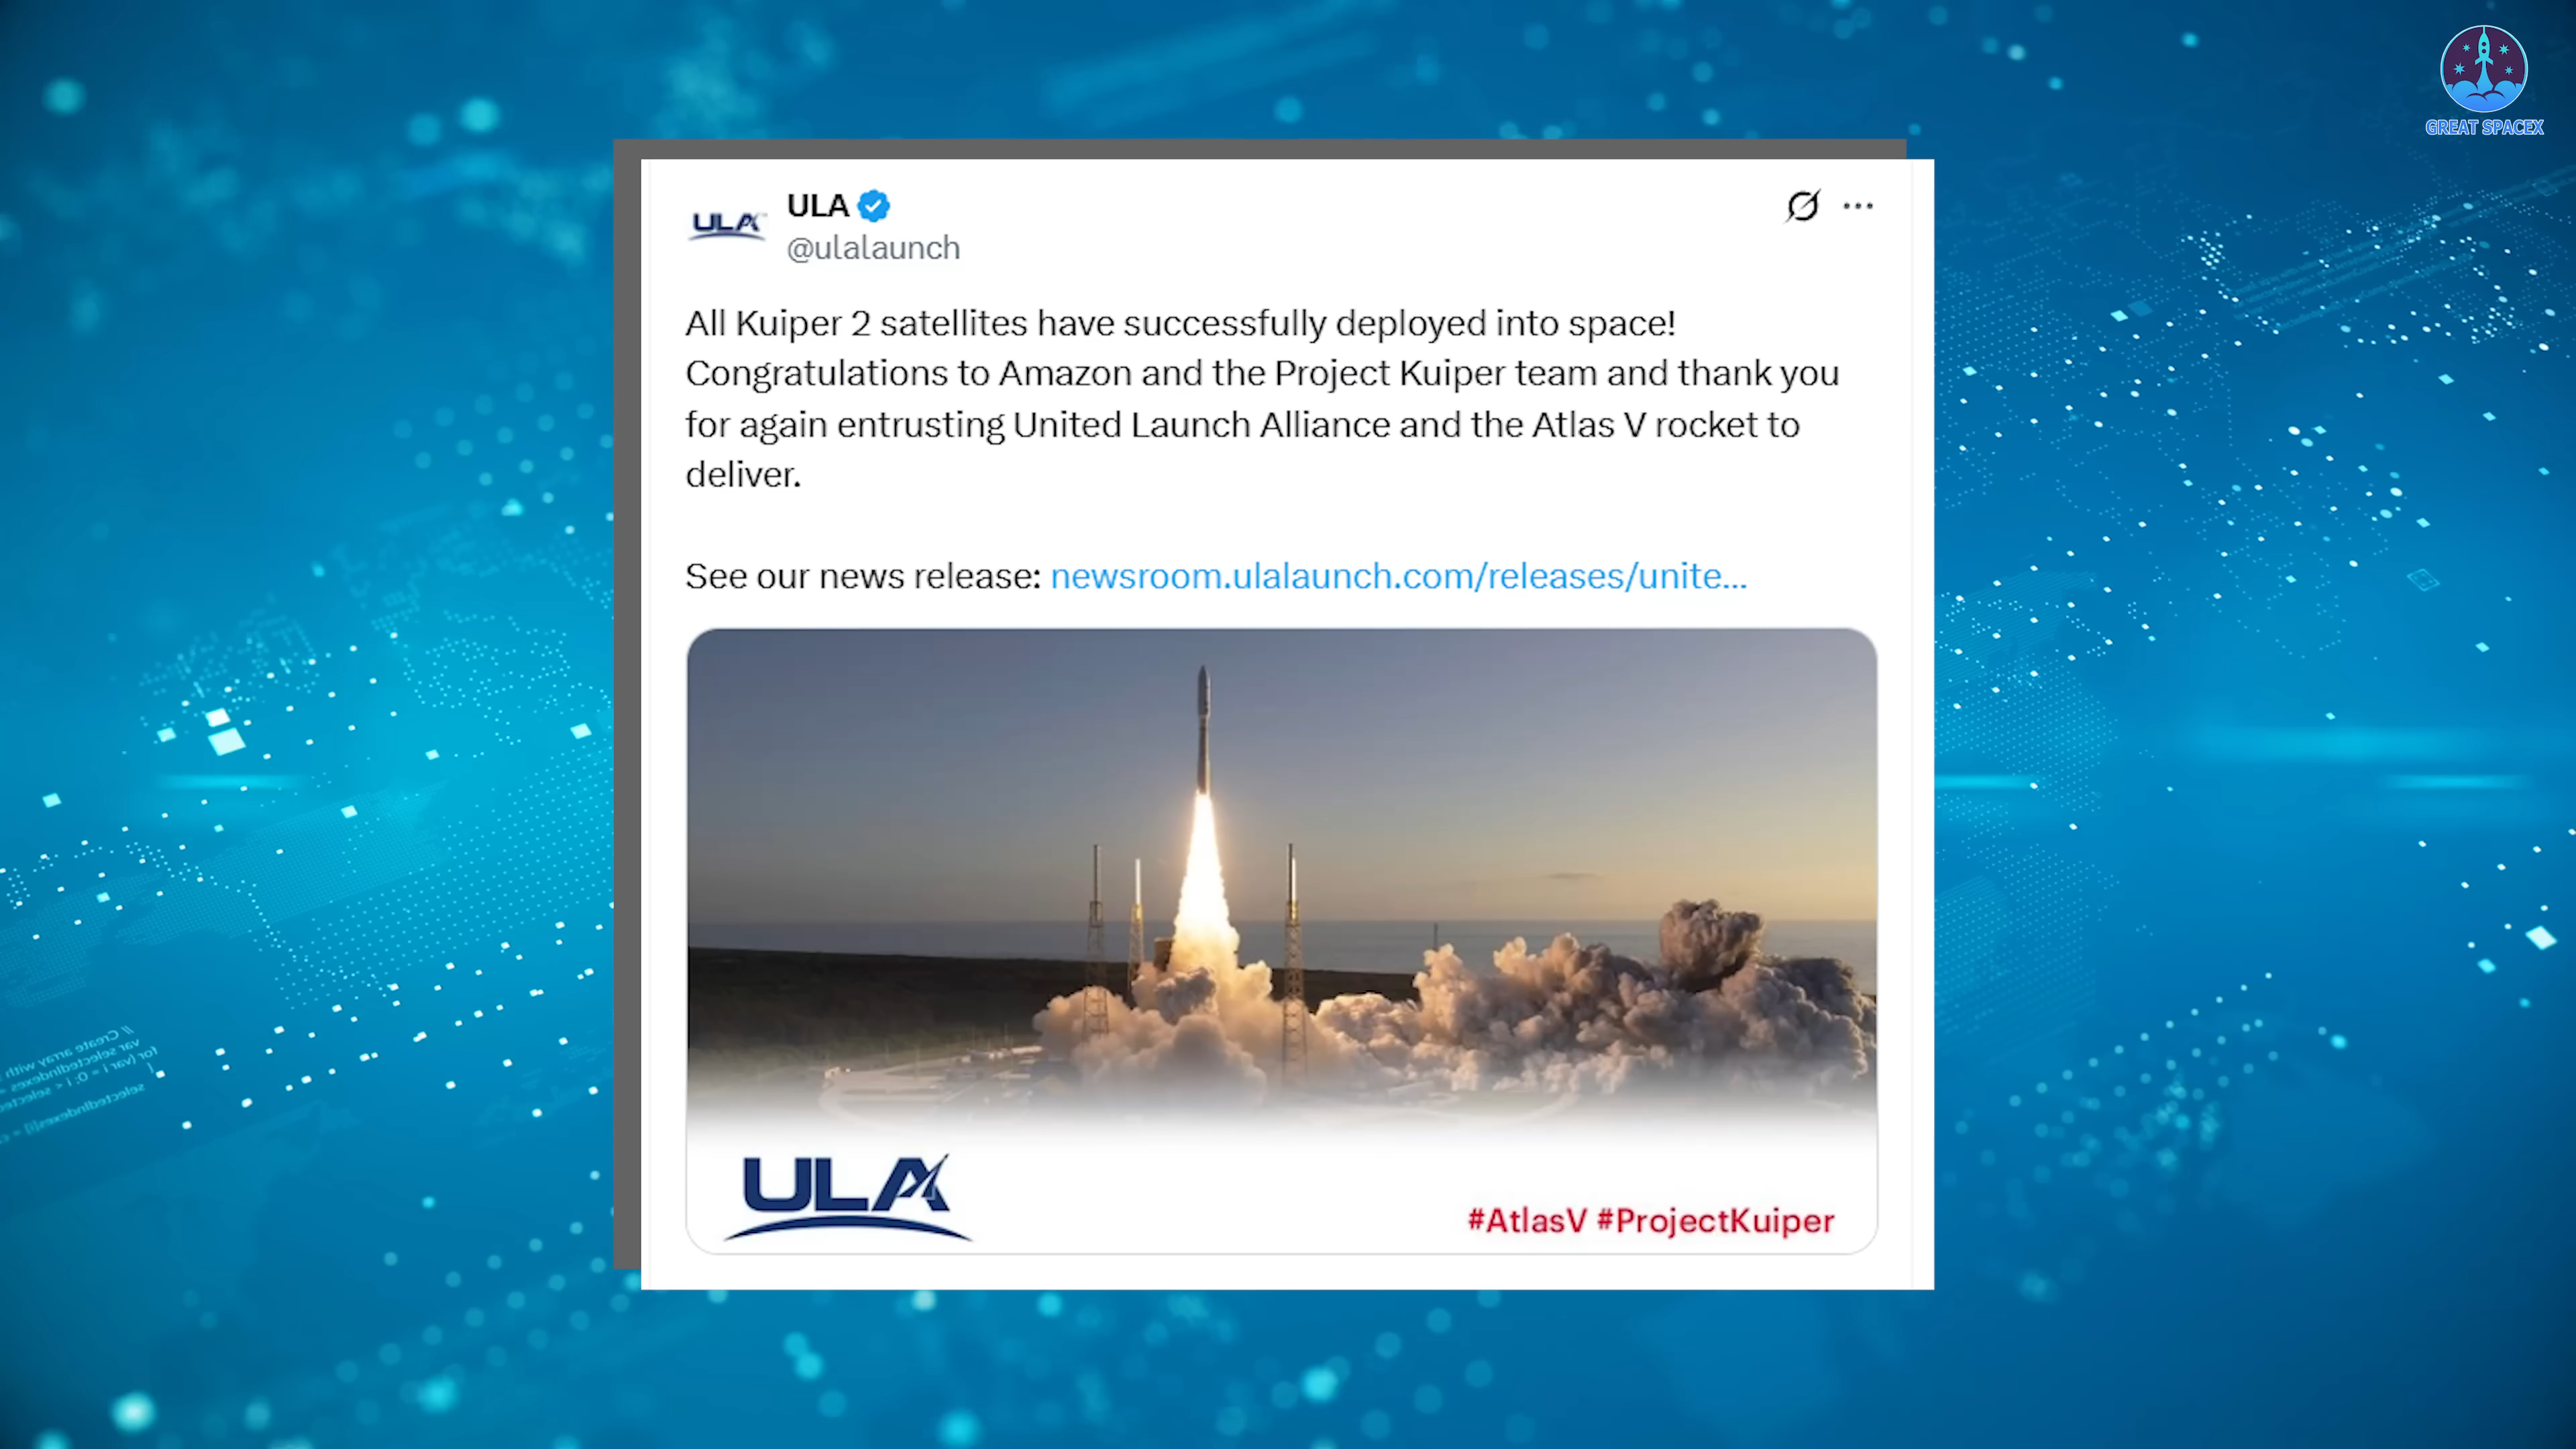 GREAT SPACEX
ULA
ULA
@ulalaunch
All Kuiper 2 satellites have successfully deployed into space!
Congratulations to Amazon and the Project Kuiper team and thank you
for again entrusting United Launch Alliance and the Atlas V rocket to
deliver.
See our news release: newsroom.ulalaunch.com/releases/unite...
ULA
#AtlasV #ProjectKuiper